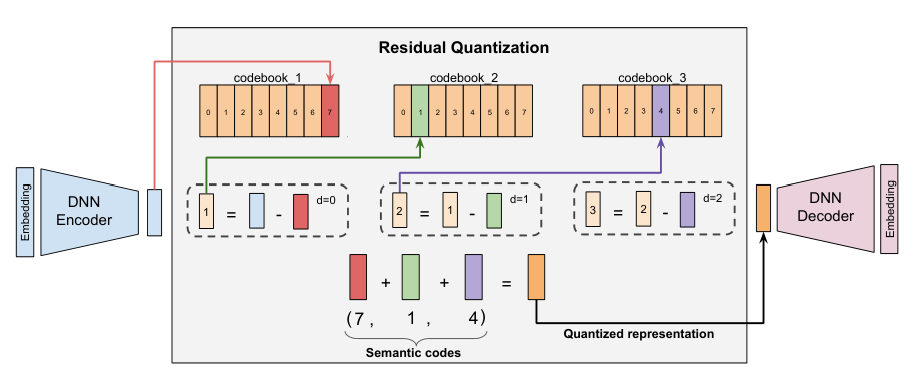 Residual Quantization
codebook_1
codebook_2
codebook_3
0 1 2 3 4 5 6 7
0 1 2 3 4 5 6 7
0 1 2 3 4 5 6 7
Embedding
DNN
Encoder
1 = - d=0
2 = 1 - d=1
3 = 2 - d=2
DNN
Decoder
Embedding
+ + =
(7, 1, 4)
Quantized representation
Semantic codes